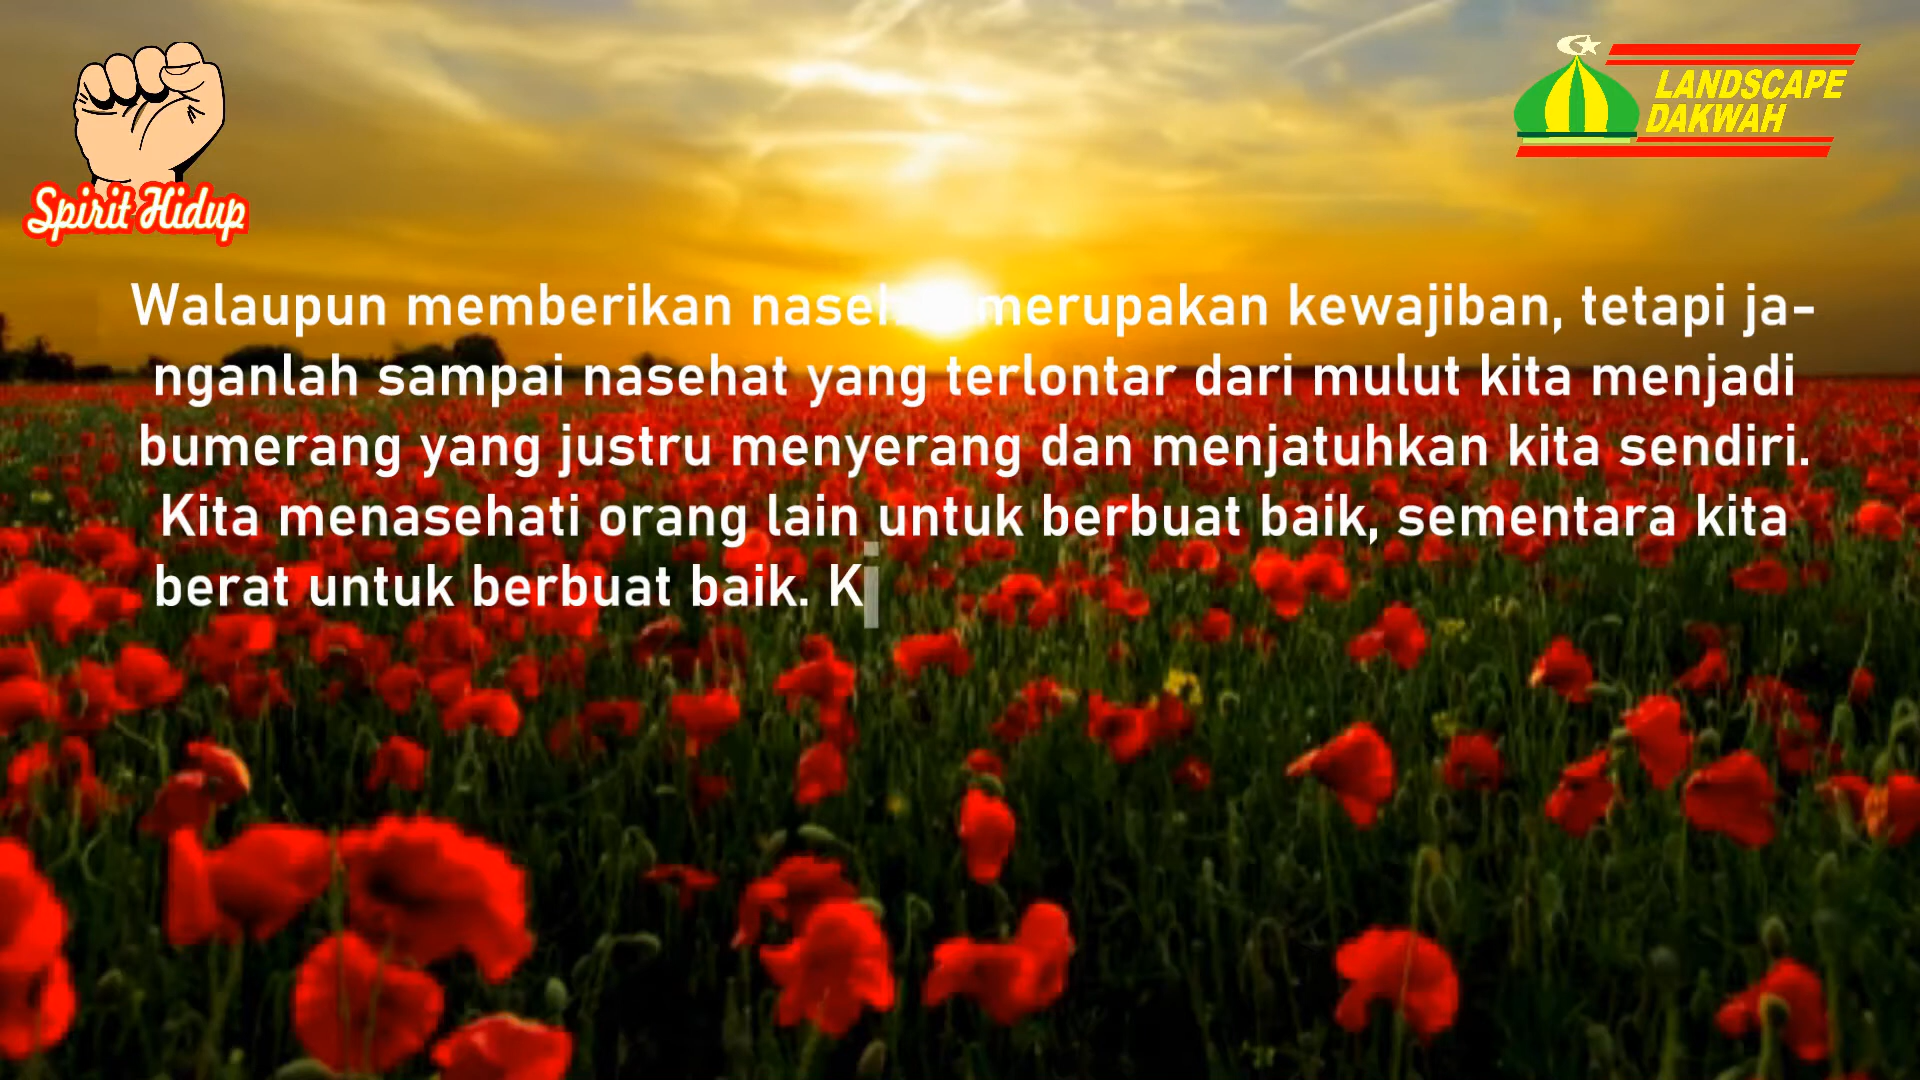 Spirit Hidup
LANDSCAPE
DAKWAH
Walaupun memberikan nasehat merupakan kewajiban, tetapi ja-
nganlah sampai nasehat yang terlontar dari mulut kita menjadi
bumerang yang justru menyerang dan menjatuhkan kita sendiri.
Kita menasehati orang lain untuk berbuat baik, sementara kita
berat untuk berbuat baik. Ki